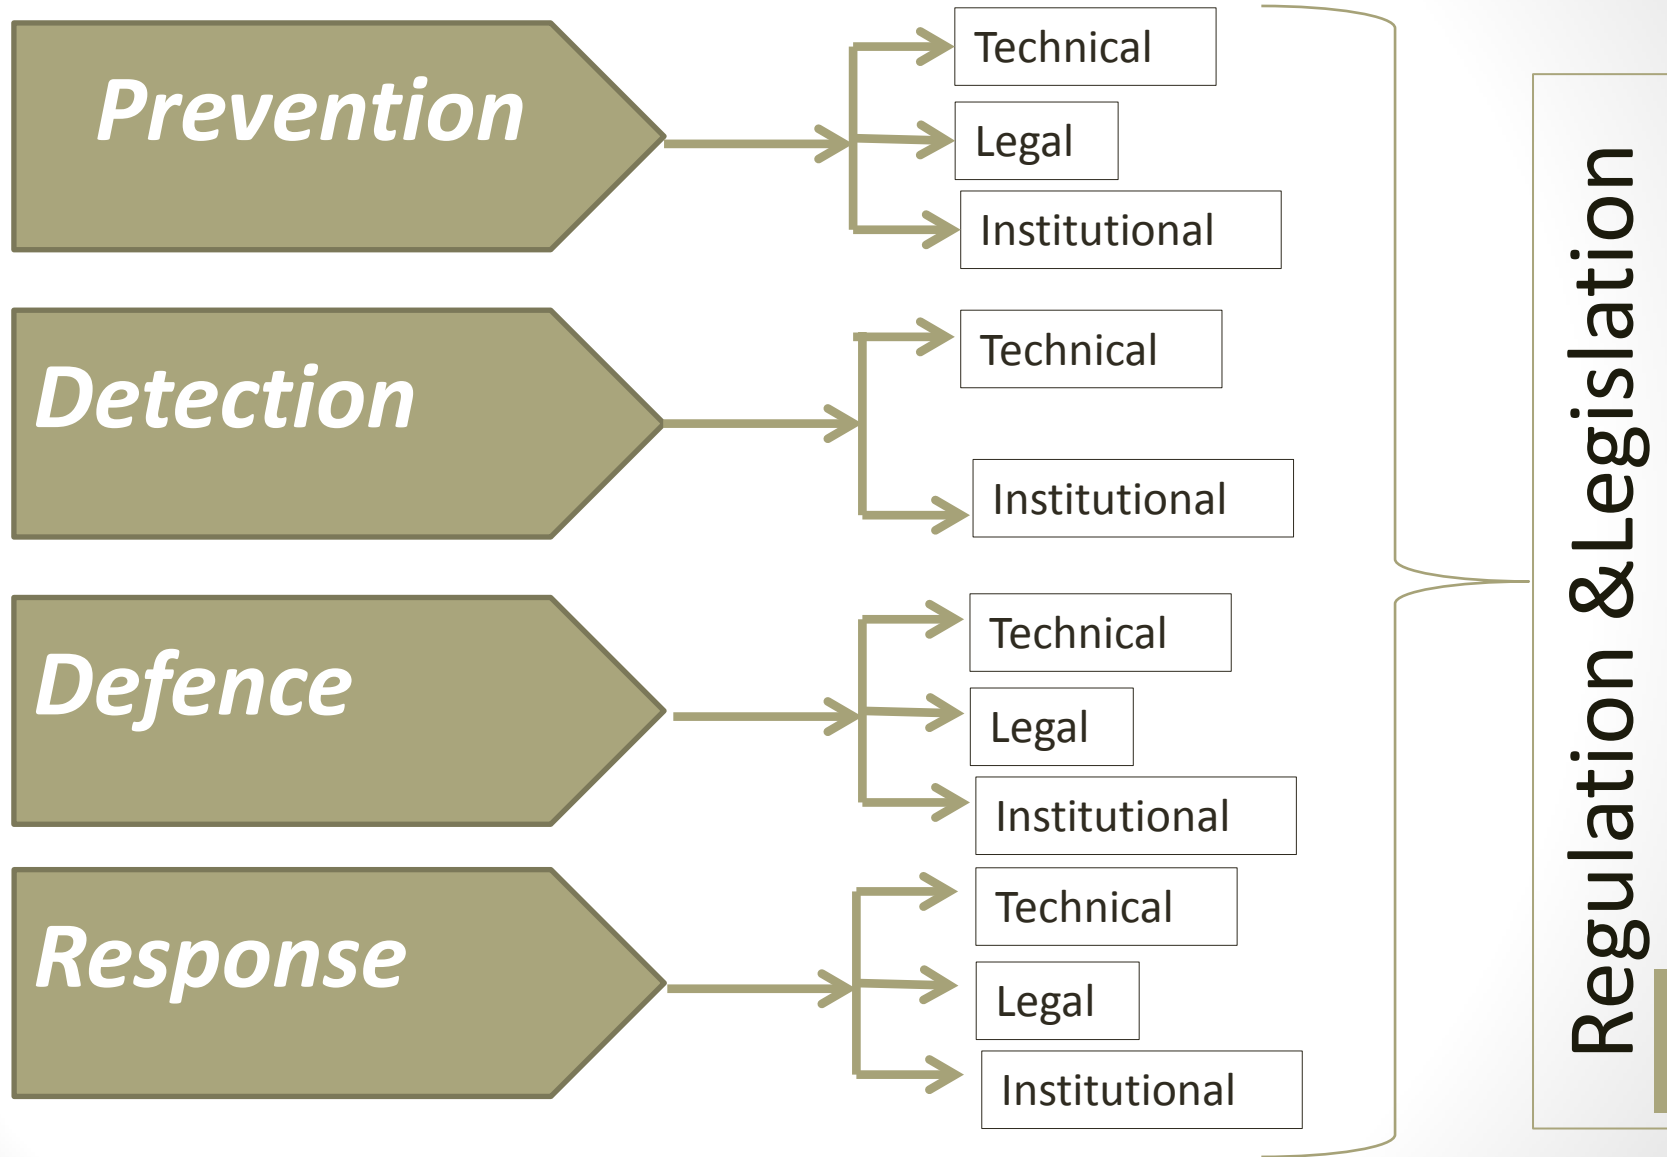 Prevention
Technical
Legal
Institutional
Detection
Technical
Institutional
Defence
Technical
Legal
Institutional
Response
Technical
Legal
Institutional
Regulation &Legislation